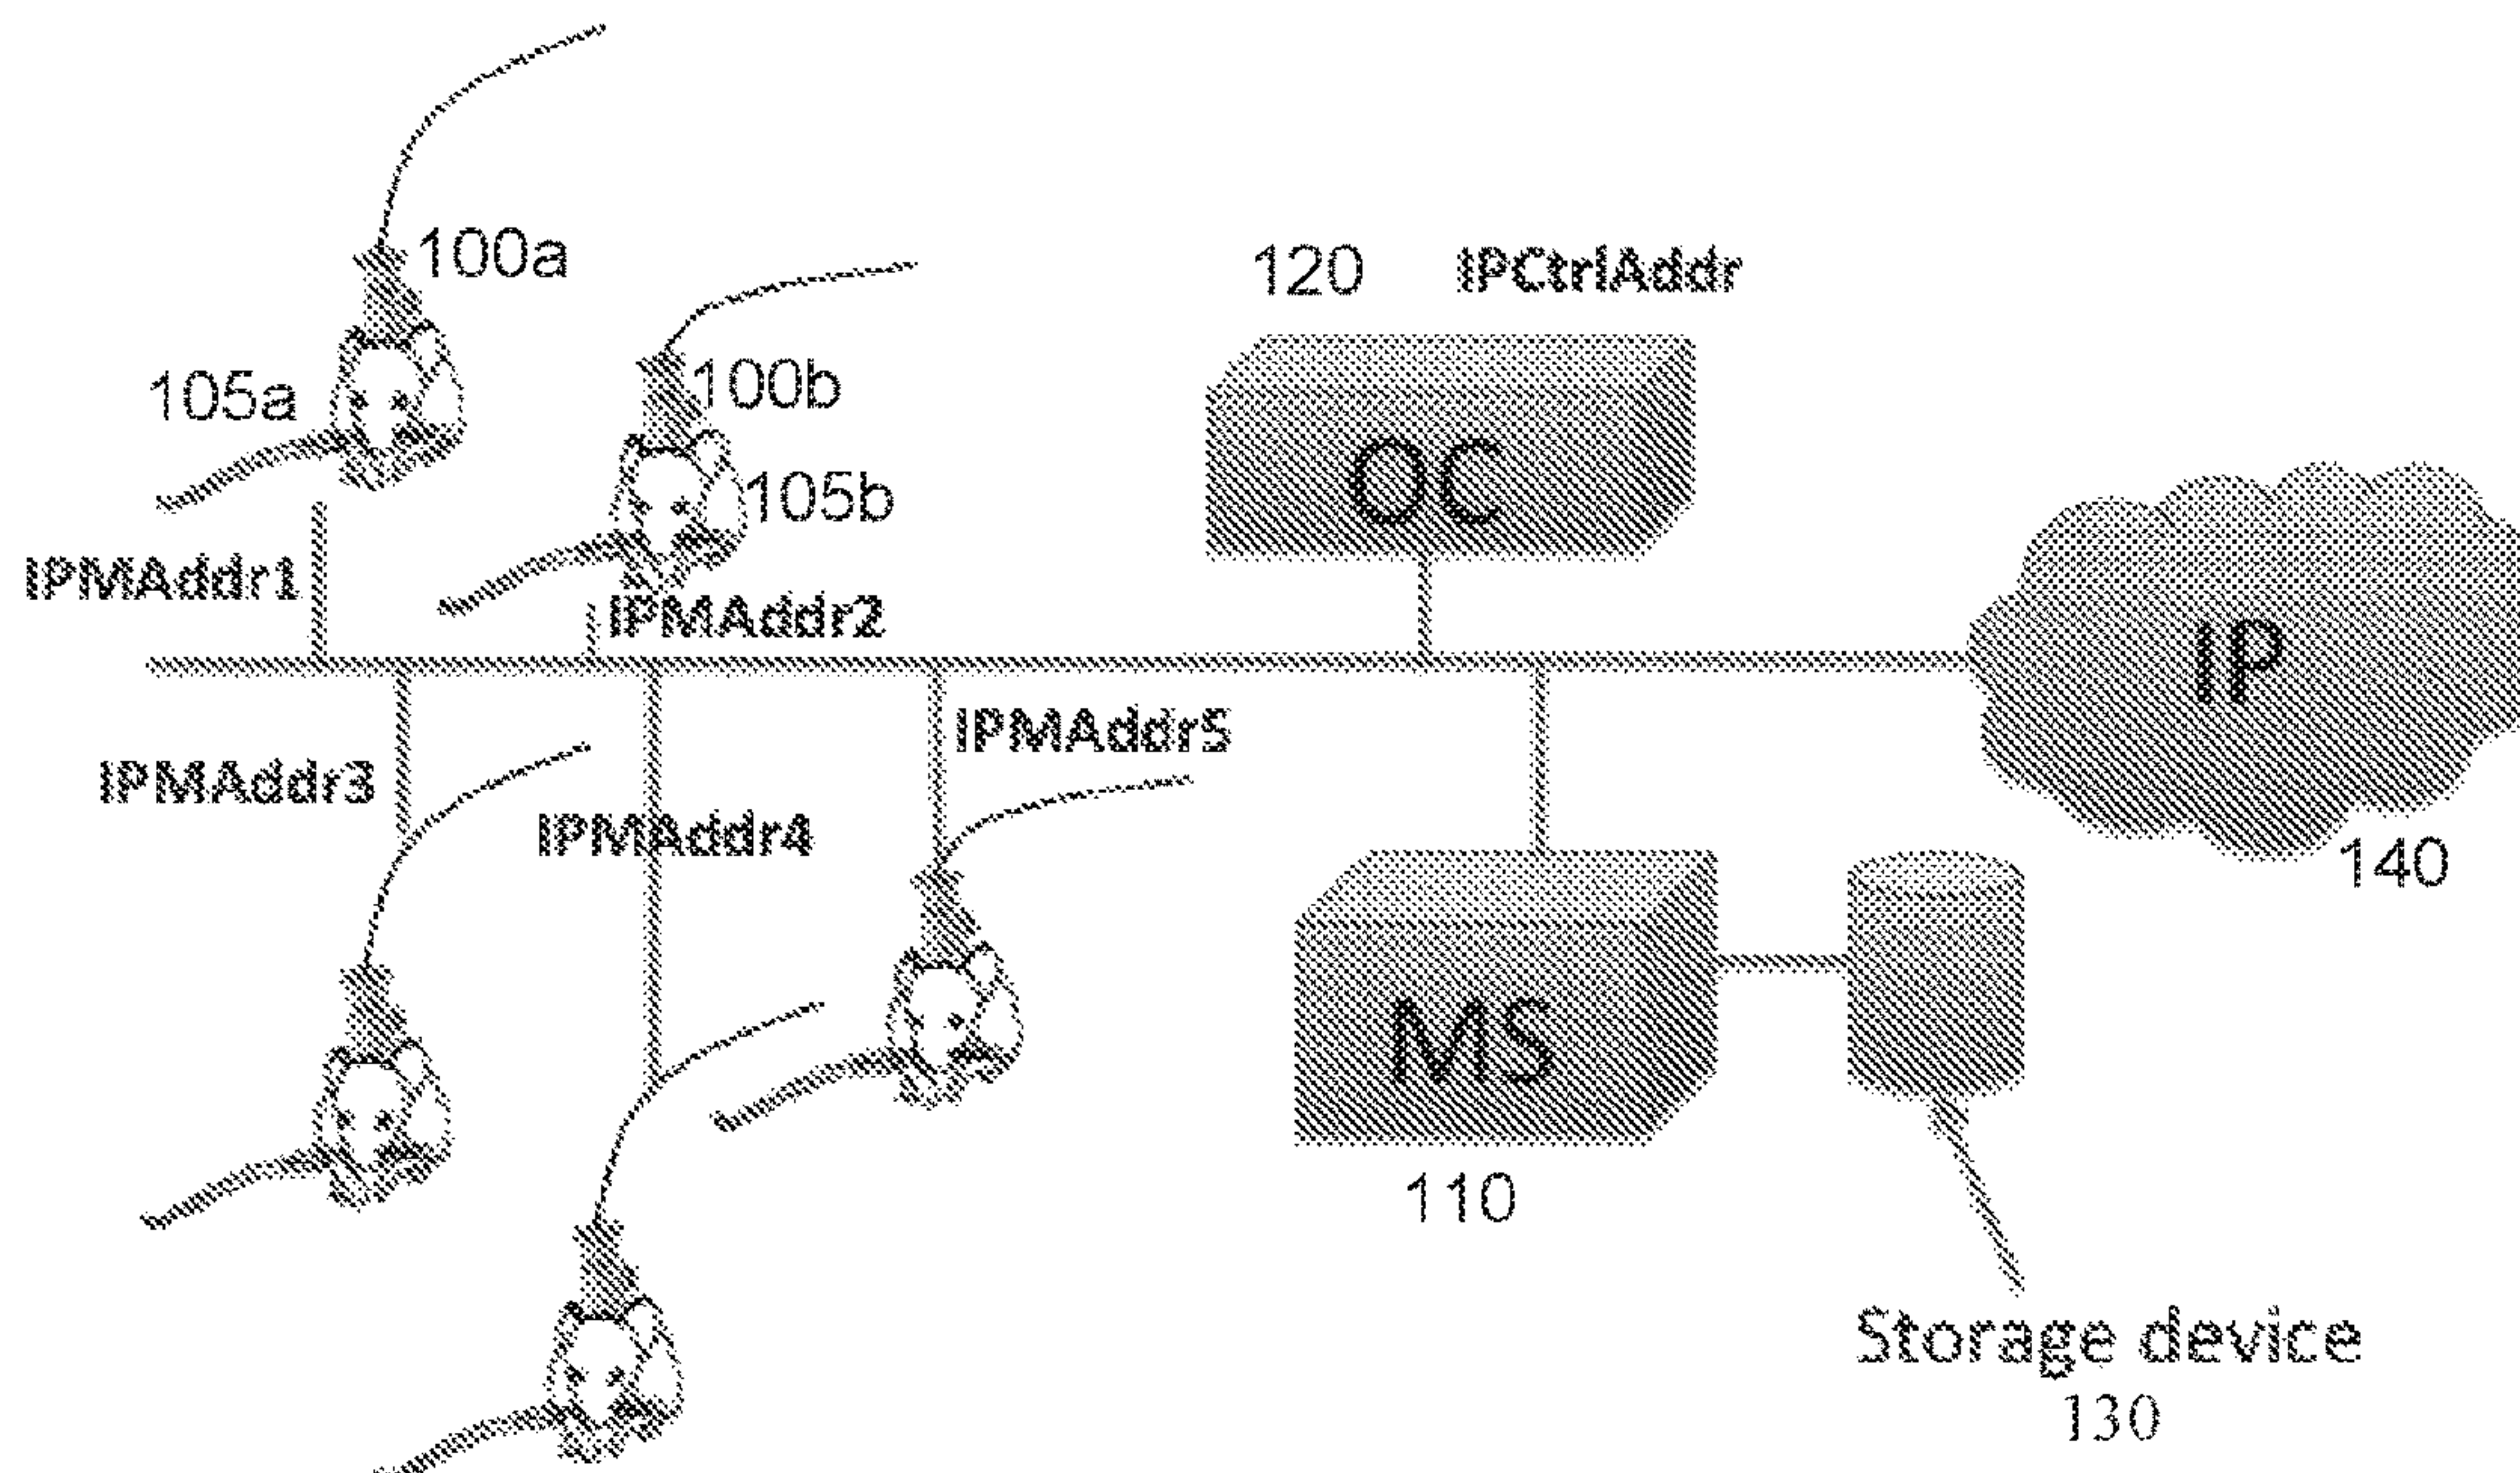 100a
120 IPCtrlAddr
105a
100b
105b
OC
IPMAddr1
IPMAddr2
IP
IPMAddr5
IPMAddr3
IPMAddr4
140
MS
110
Storage device
130